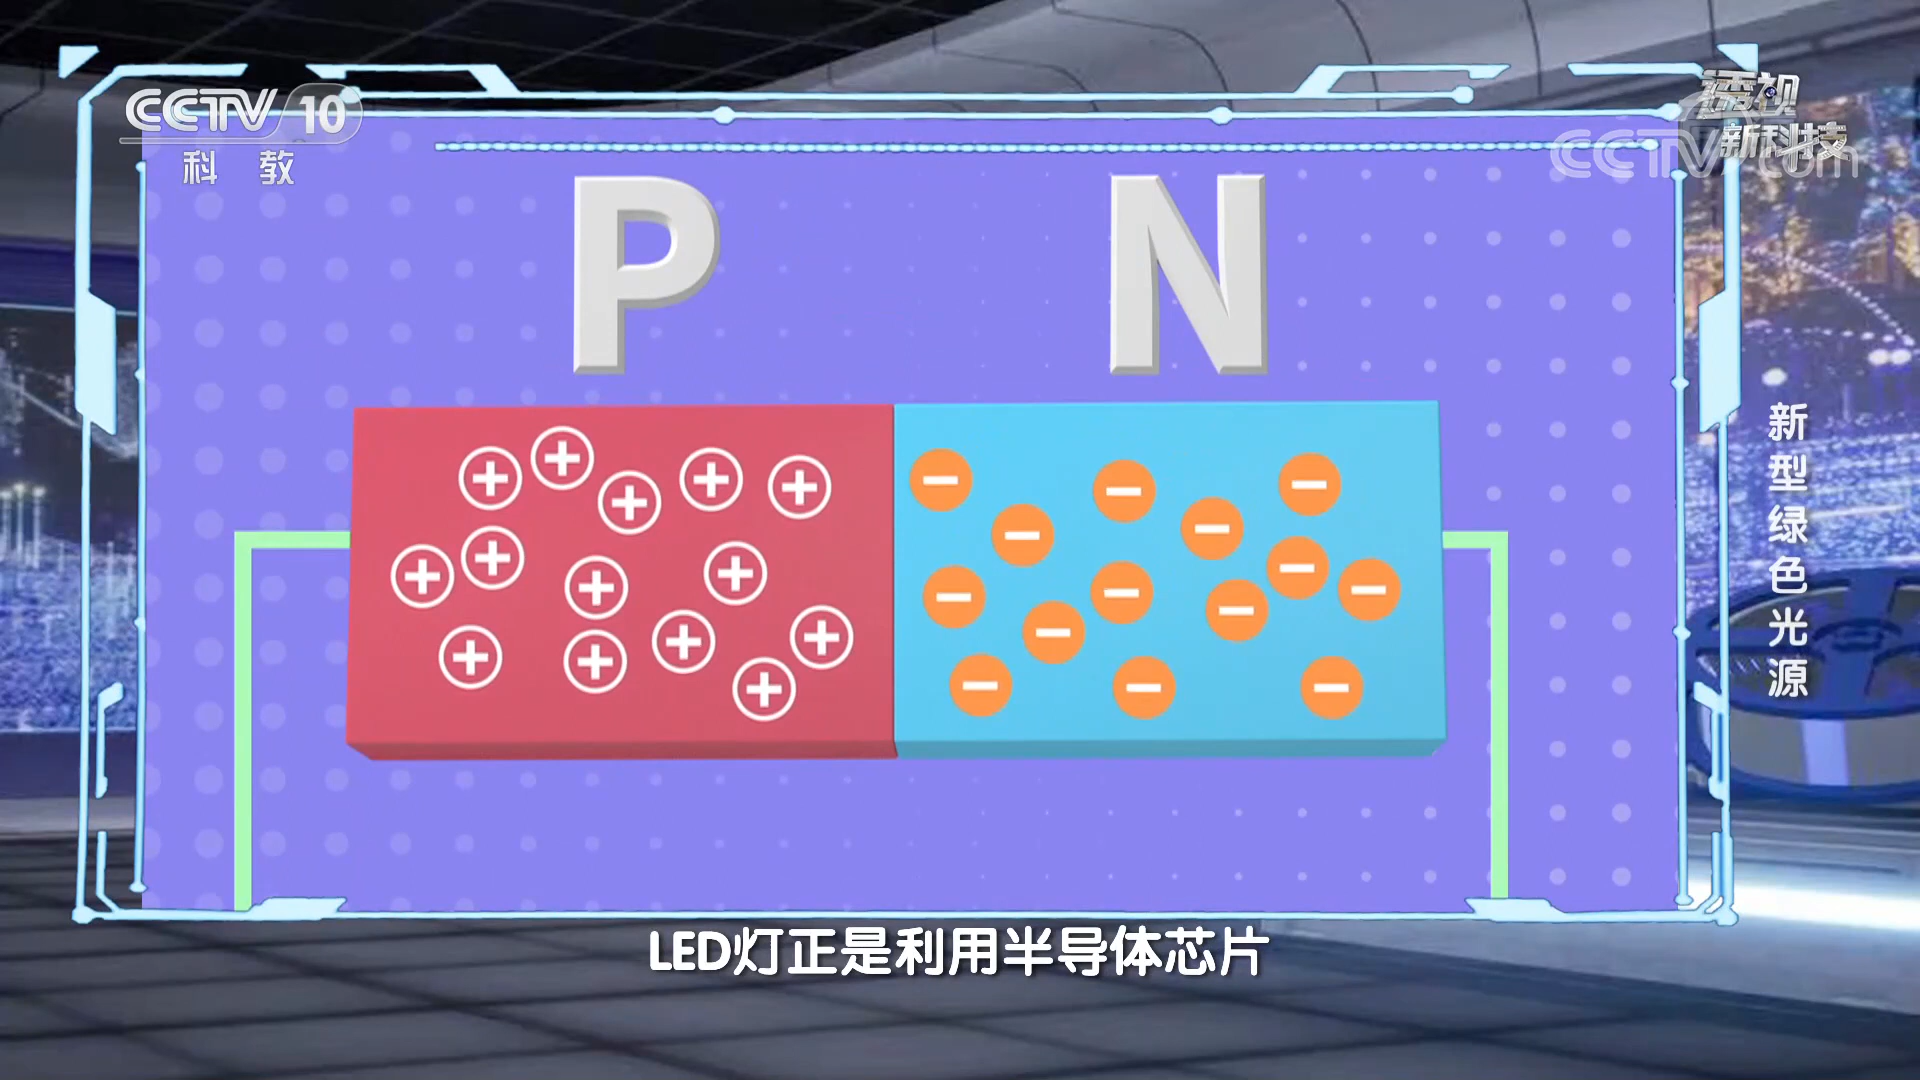 CCTV 10
科 教
透视
新科技
CCTV.com
P N
新型绿色光源
LED灯正是利用半导体芯片